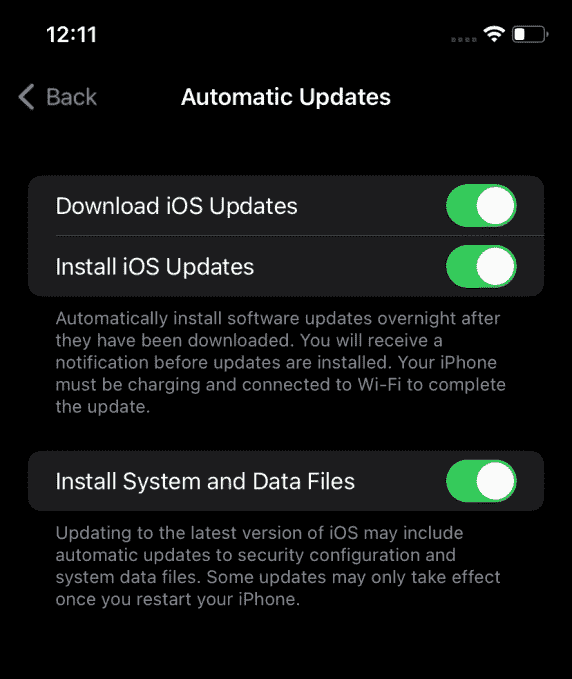 12:11
Back
Automatic Updates
Download iOS Updates
Install iOS Updates
Automatically install software updates overnight after
they have been downloaded. You will receive a
notification before updates are installed. Your iPhone
must be charging and connected to Wi-Fi to complete
the update.
Install System and Data Files
Updating to the latest version of iOS may include
automatic updates to security configuration and
system data files. Some updates may only take effect
once you restart your iPhone.